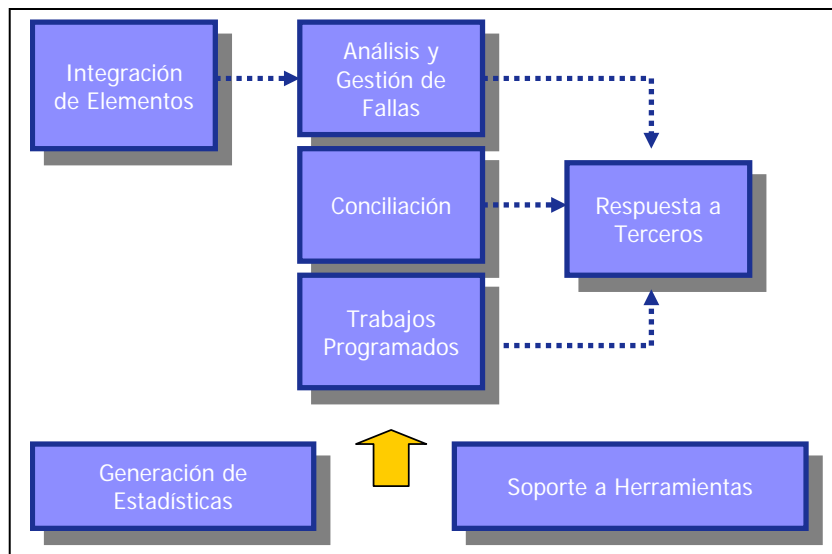 Integración
de Elementos
Análisis y
Gestión de
Fallas
Conciliación
Respuesta a
Terceros
Trabajos
Programados
Generación de
Estadísticas
Soporte a Herramientas